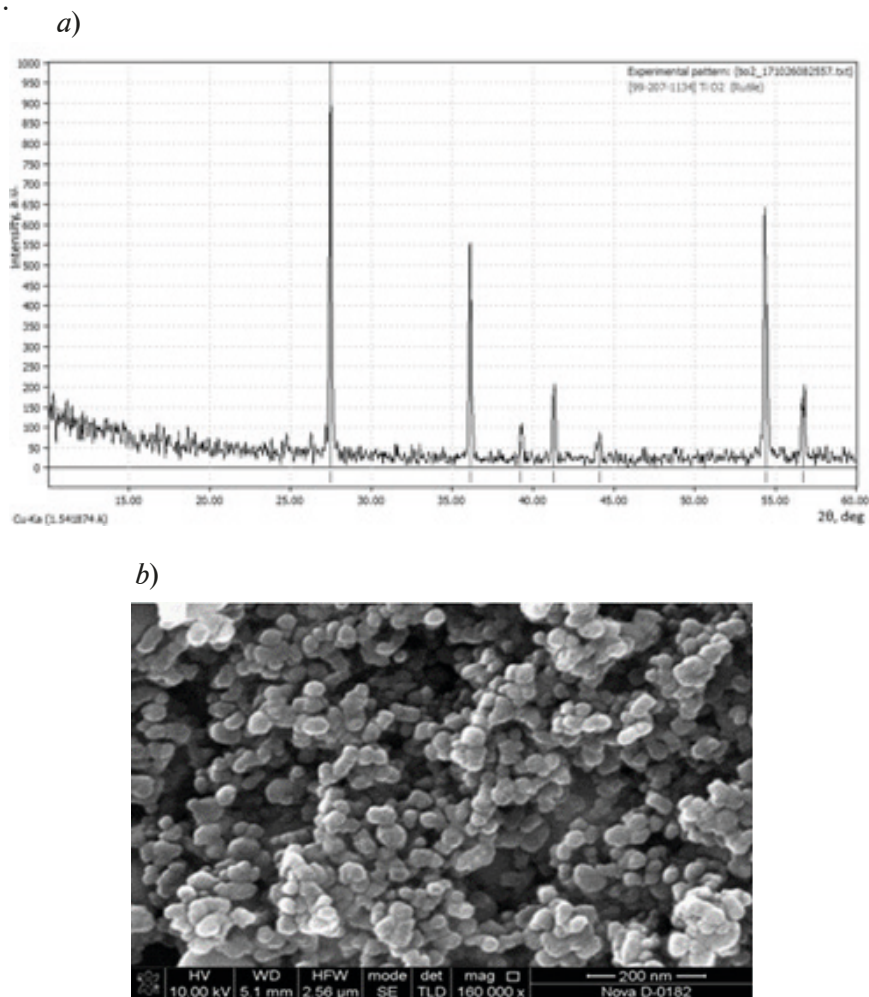 .
a)
1000
950
900
850
800
750
700
650
600
550
500
450
400
350
300
250
200
150
100
50
0
Intensity, a.u.
Experimental pattern: (tio2_171026082557.txt)
[99-207-1134] Ti O2 (Rutile)
15.00 20.00 25.00 30.00 35.00 40.00 45.00 50.00 55.00 60.00
Cu-Ka (1.541874 A) 2θ, deg
b)
HV WD HFW mode det mag 200 nm
10.00 kV 5.1 mm 2.56 µm SE TLD 160 000 x Nova D-0182